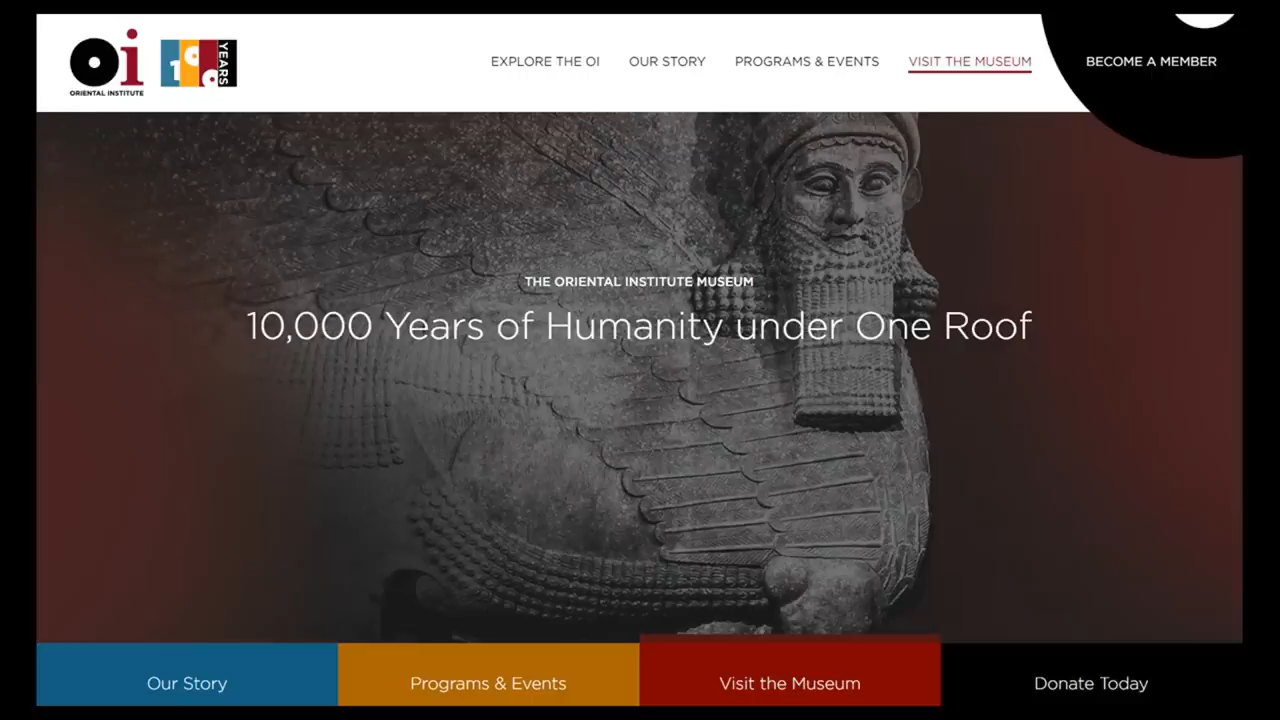 oi
ORIENTAL INSTITUTE
100
YEARS
EXPLORE THE OI
OUR STORY
PROGRAMS & EVENTS
VISIT THE MUSEUM
BECOME A MEMBER
THE ORIENTAL INSTITUTE MUSEUM
10,000 Years of Humanity under One Roof
Our Story
Programs & Events
Visit the Museum
Donate Today